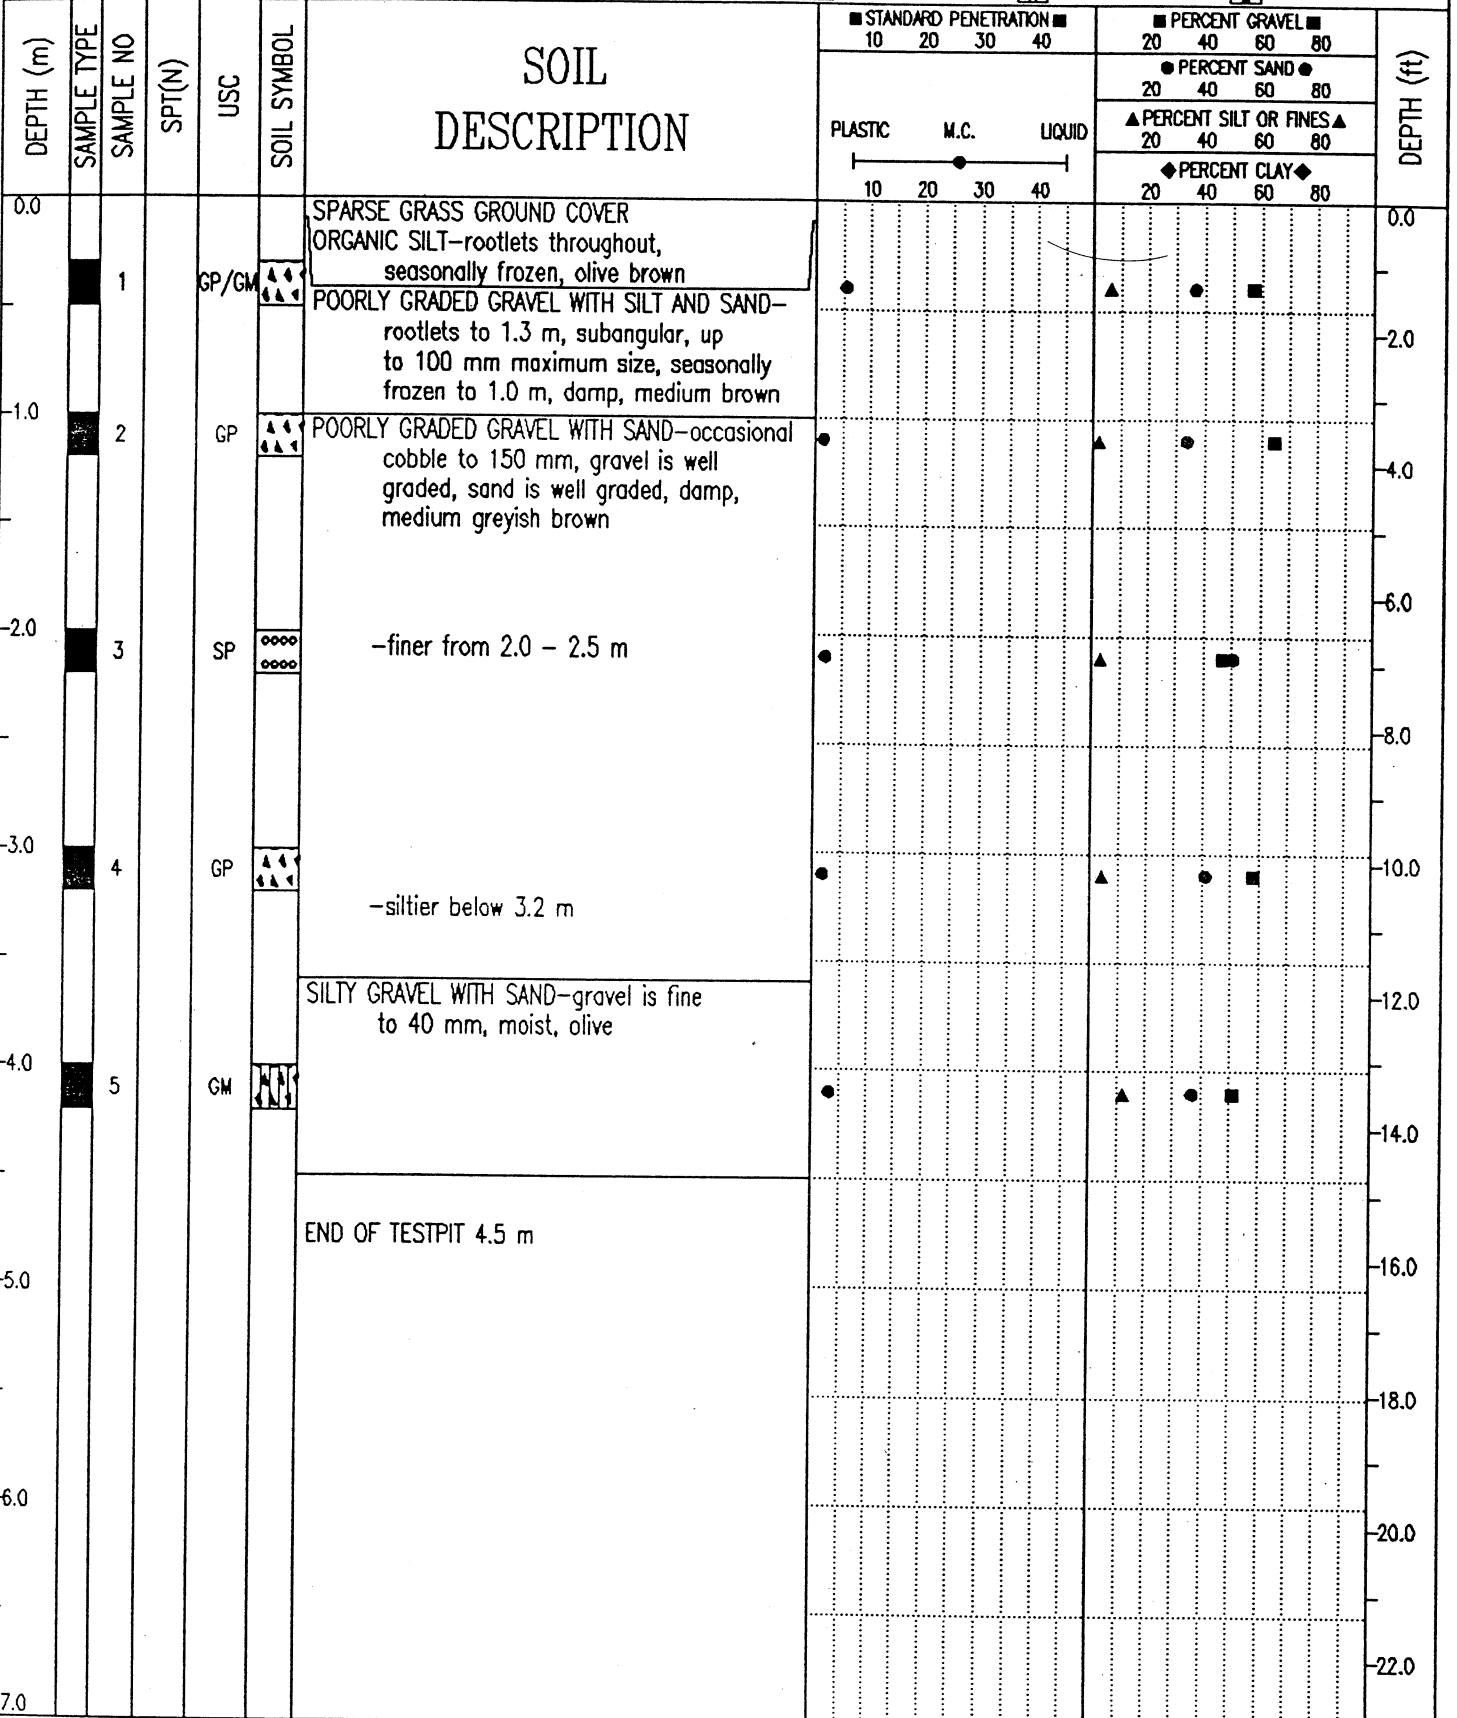 DEPTH (m)
SAMPLE TYPE
SAMPLE NO
SPT(N)
USC
SOIL SYMBOL
SOIL
DESCRIPTION
■ STANDARD PENETRATION ■
10 20 30 40
PLASTIC M.C. LIQUID
10 20 30 40
■ PERCENT GRAVEL ■
20 40 60 80
● PERCENT SAND ●
20 40 60 80
▲ PERCENT SILT OR FINES ▲
20 40 60 80
◆ PERCENT CLAY ◆
20 40 60 80
DEPTH (ft)
0.0
SPARSE GRASS GROUND COVER
0.0
ORGANIC SILT-rootlets throughout,
seasonally frozen, olive brown
1 GP/GM
POORLY GRADED GRAVEL WITH SILT AND SAND-
rootlets to 1.3 m, subangular, up
2.0
to 100 mm maximum size, seasonally
frozen to 1.0 m, damp, medium brown
1.0
2 GP
POORLY GRADED GRAVEL WITH SAND-occasional
cobble to 150 mm, gravel is well
4.0
graded, sand is well graded, damp,
medium greyish brown
6.0
2.0
3 SP
-finer from 2.0 - 2.5 m
8.0
3.0
4 GP
10.0
-siltier below 3.2 m
SILTY GRAVEL WITH SAND-gravel is fine
12.0
to 40 mm, moist, olive
4.0
5 GM
14.0
END OF TESTPIT 4.5 m
16.0
5.0
18.0
6.0
20.0
22.0
7.0